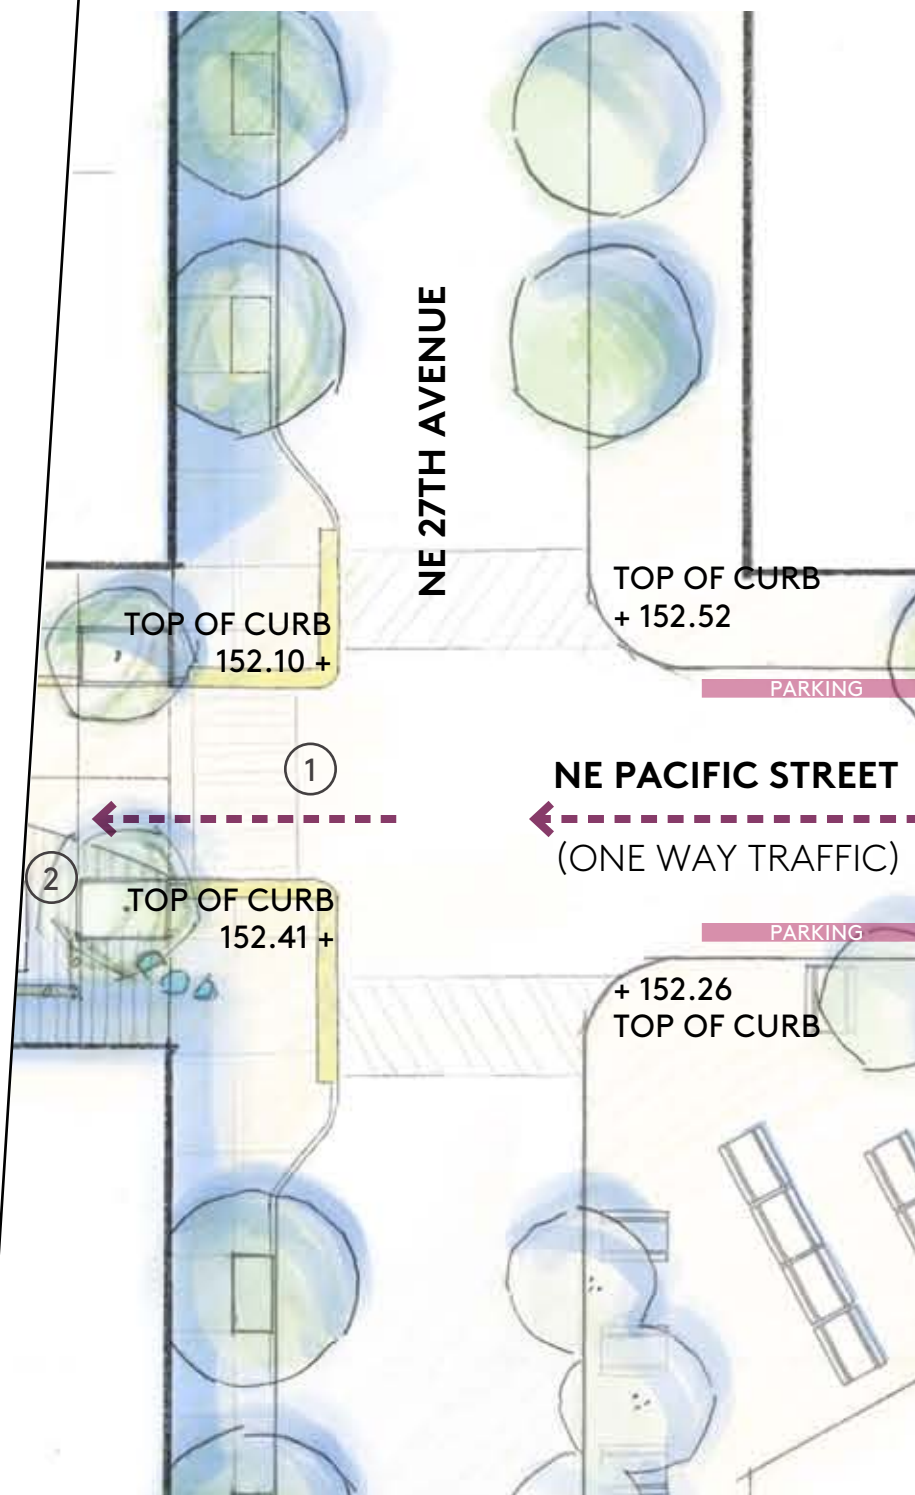 NE 27TH AVENUE
TOP OF CURB
+ 152.52
TOP OF CURB
152.10 +
PARKING
1
NE PACIFIC STREET
(ONE WAY TRAFFIC)
2
TOP OF CURB
152.41 +
PARKING
+ 152.26
TOP OF CURB